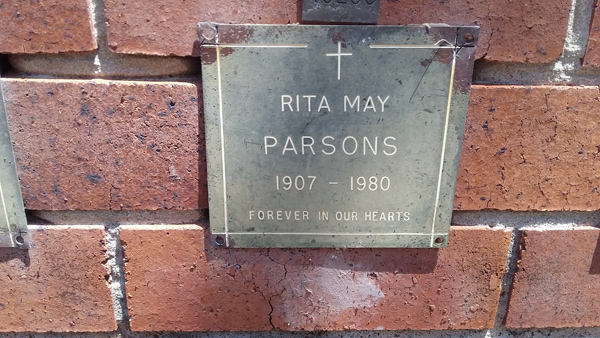 RITA MAY
PARSONS
1907 - 1980
FOREVER IN OUR HEARTS